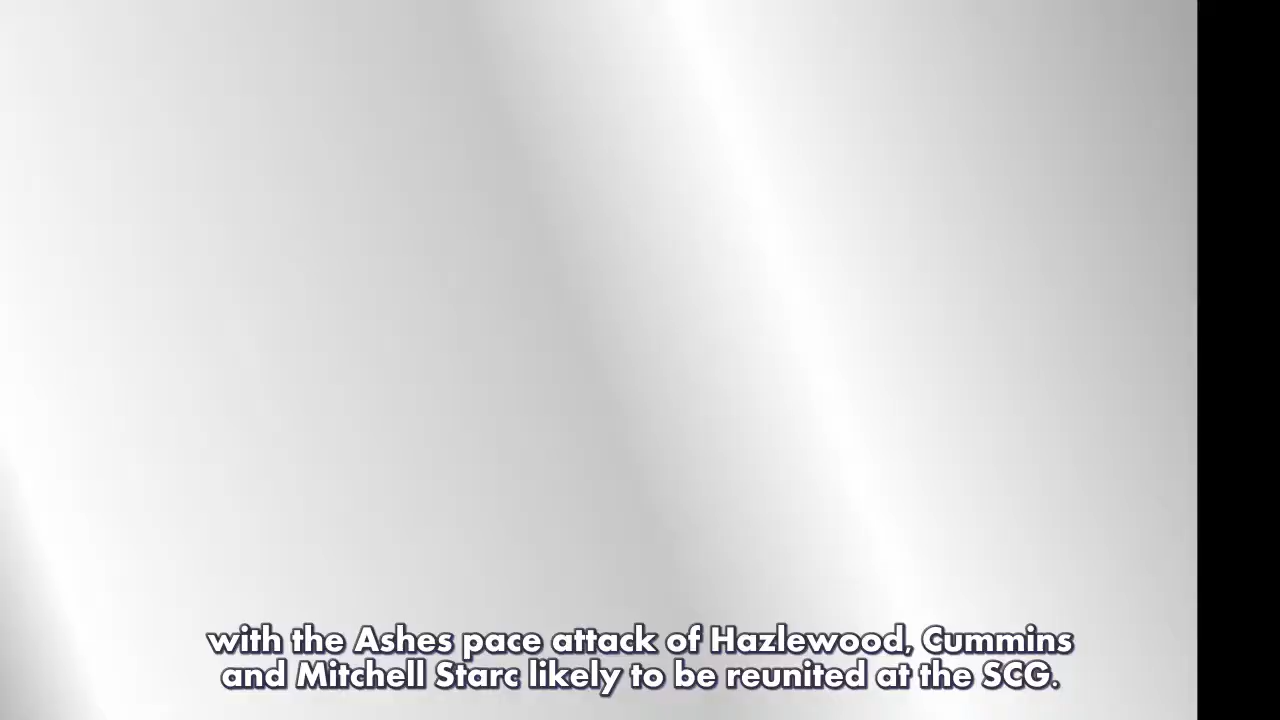 with the Ashes pace attack of Hazlewood, Cummins
and Mitchell Starc likely to be reunited at the SCG.